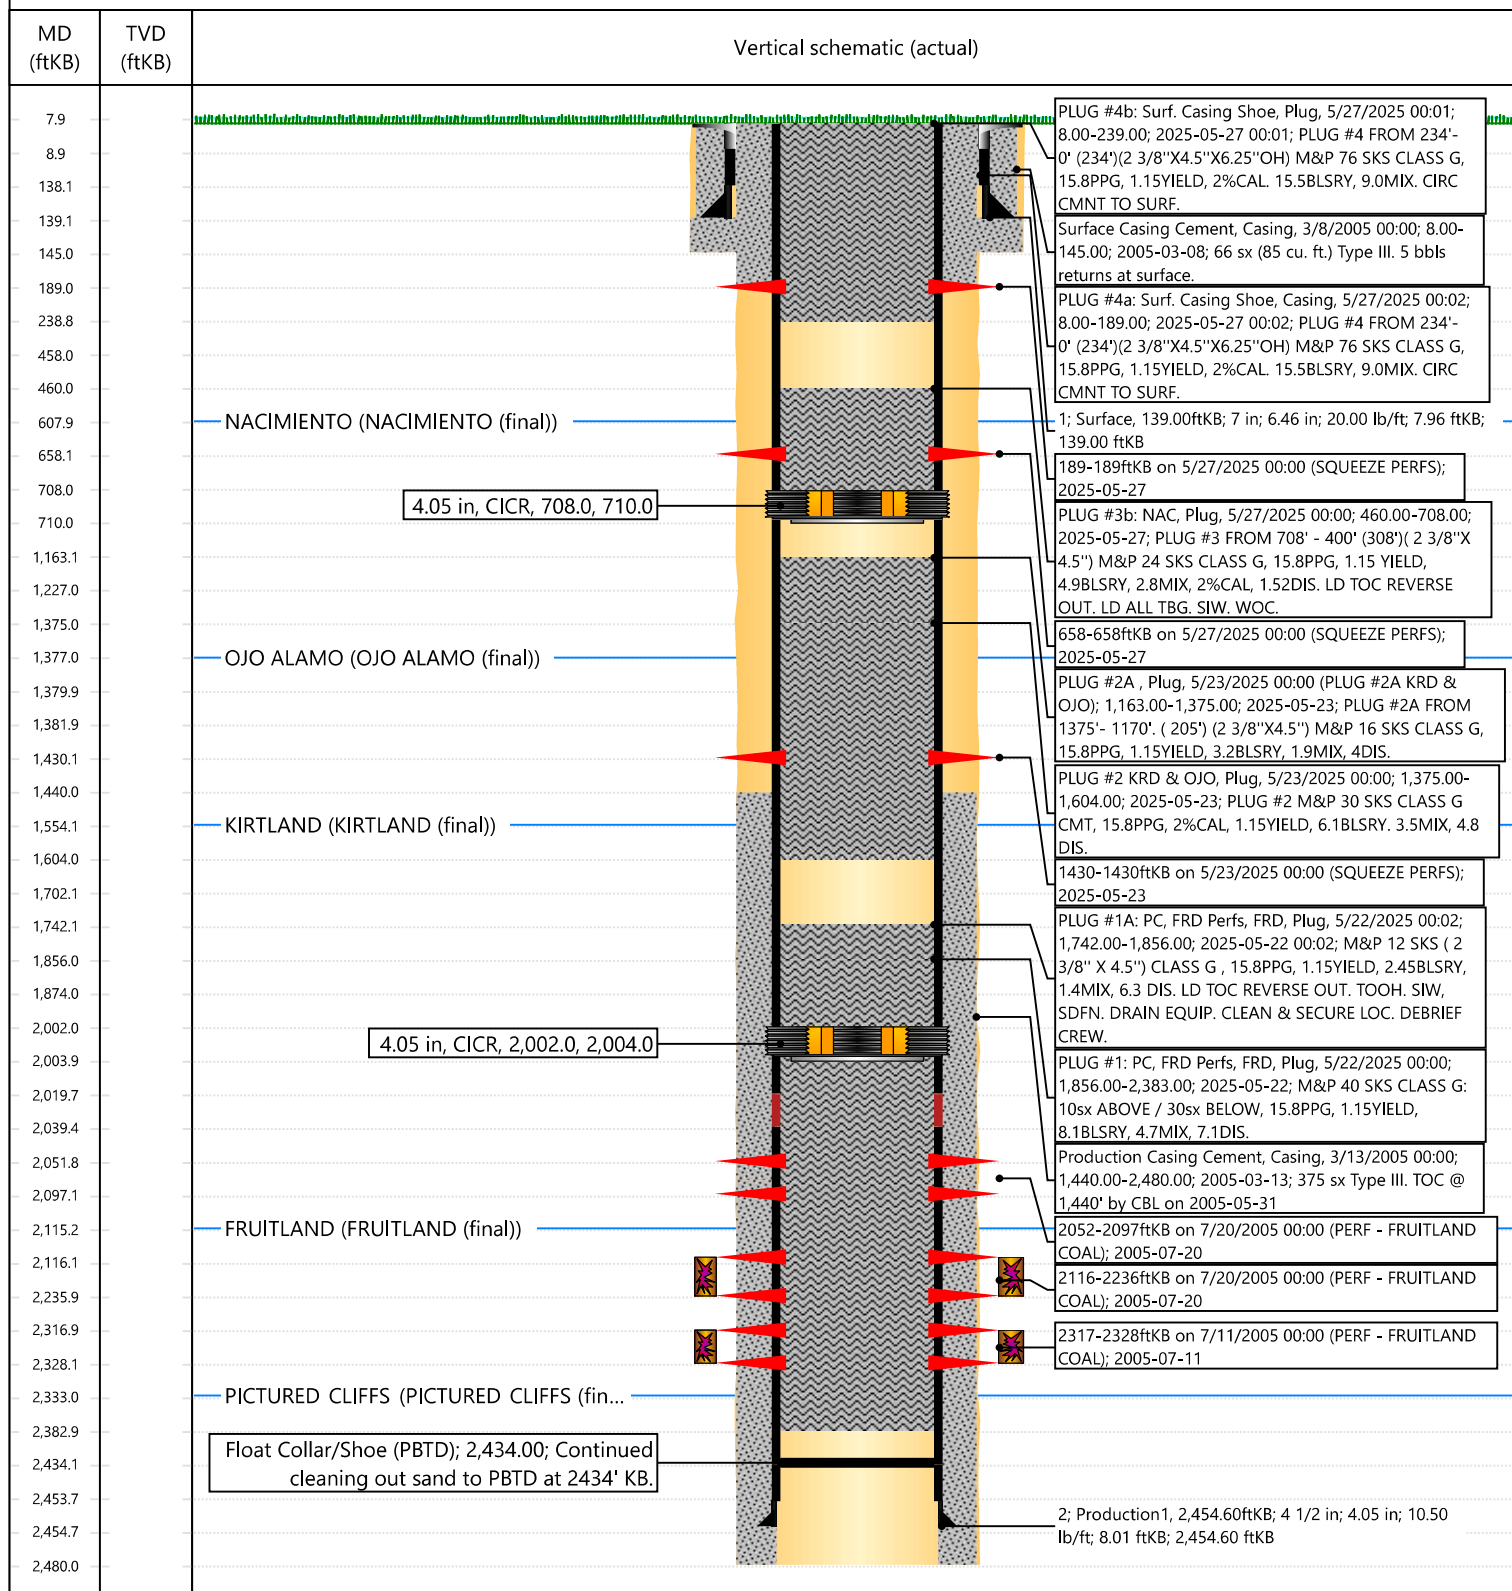 MD
(ftKB)
TVD
(ftKB)
Vertical schematic (actual)
7.9
8.9
138.1
139.1
145.0
189.0
238.8
458.0
460.0
607.9
658.1
708.0
710.0
1,163.1
1,227.0
1,375.0
1,377.0
1,379.9
1,381.9
1,430.1
1,440.0
1,554.1
1,604.0
1,702.1
1,742.1
1,856.0
1,874.0
2,002.0
2,003.9
2,019.7
2,039.4
2,051.8
2,097.1
2,115.2
2,116.1
2,235.9
2,316.9
2,328.1
2,333.0
2,382.9
2,434.1
2,453.7
2,454.7
2,480.0
NACIMIENTO (NACIMIENTO (final))
4.05 in, CICR, 708.0, 710.0
OJO ALAMO (OJO ALAMO (final))
KIRTLAND (KIRTLAND (final))
4.05 in, CICR, 2,002.0, 2,004.0
FRUITLAND (FRUITLAND (final))
PICTURED CLIFFS (PICTURED CLIFFS (fin...
Float Collar/Shoe (PBTD); 2,434.00; Continued
cleaning out sand to PBTD at 2434' KB.
PLUG #4b: Surf. Casing Shoe, Plug, 5/27/2025 00:01;
8.00-239.00; 2025-05-27 00:01; PLUG #4 FROM 234'-
0' (234')(2 3/8''X4.5''X6.25''OH) M&P 76 SKS CLASS G,
15.8PPG, 1.15YIELD, 2%CAL. 15.5BLSRY, 9.0MIX. CIRC
CMNT TO SURF.
Surface Casing Cement, Casing, 3/8/2005 00:00; 8.00-
145.00; 2005-03-08; 66 sx (85 cu. ft.) Type III. 5 bbls
returns at surface.
PLUG #4a: Surf. Casing Shoe, Casing, 5/27/2025 00:02;
8.00-189.00; 2025-05-27 00:02; PLUG #4 FROM 234'-
0' (234')(2 3/8''X4.5''X6.25''OH) M&P 76 SKS CLASS G,
15.8PPG, 1.15YIELD, 2%CAL. 15.5BLSRY, 9.0MIX. CIRC
CMNT TO SURF.
1; Surface, 139.00ftKB; 7 in; 6.46 in; 20.00 lb/ft; 7.96 ftKB;
139.00 ftKB
189-189ftKB on 5/27/2025 00:00 (SQUEEZE PERFS);
2025-05-27
PLUG #3b: NAC, Plug, 5/27/2025 00:00; 460.00-708.00;
2025-05-27; PLUG #3 FROM 708' - 400' (308')( 2 3/8''X
4.5'') M&P 24 SKS CLASS G, 15.8PPG, 1.15 YIELD,
4.9BLSRY, 2.8MIX, 2%CAL, 1.52DIS. LD TOC REVERSE
OUT. LD ALL TBG. SIW. WOC.
658-658ftKB on 5/27/2025 00:00 (SQUEEZE PERFS);
2025-05-27
PLUG #2A , Plug, 5/23/2025 00:00 (PLUG #2A KRD &
OJO); 1,163.00-1,375.00; 2025-05-23; PLUG #2A FROM
1375'- 1170'. ( 205') (2 3/8''X4.5'') M&P 16 SKS CLASS G,
15.8PPG, 1.15YIELD, 3.2BLSRY, 1.9MIX, 4DIS.
PLUG #2 KRD & OJO, Plug, 5/23/2025 00:00; 1,375.00-
1,604.00; 2025-05-23; PLUG #2 M&P 30 SKS CLASS G
CMT, 15.8PPG, 2%CAL, 1.15YIELD, 6.1BLSRY. 3.5MIX, 4.8
DIS.
1430-1430ftKB on 5/23/2025 00:00 (SQUEEZE PERFS);
2025-05-23
PLUG #1A: PC, FRD Perfs, FRD, Plug, 5/22/2025 00:02;
1,742.00-1,856.00; 2025-05-22 00:02; M&P 12 SKS ( 2
3/8'' X 4.5'') CLASS G , 15.8PPG, 1.15YIELD, 2.45BLSRY,
1.4MIX, 6.3 DIS. LD TOC REVERSE OUT. TOOH. SIW,
SDFN. DRAIN EQUIP. CLEAN & SECURE LOC. DEBRIEF
CREW.
PLUG #1: PC, FRD Perfs, FRD, Plug, 5/22/2025 00:00;
1,856.00-2,383.00; 2025-05-22; M&P 40 SKS CLASS G:
10sx ABOVE / 30sx BELOW, 15.8PPG, 1.15YIELD,
8.1BLSRY, 4.7MIX, 7.1DIS.
Production Casing Cement, Casing, 3/13/2005 00:00;
1,440.00-2,480.00; 2005-03-13; 375 sx Type III. TOC @
1,440' by CBL on 2005-05-31
2052-2097ftKB on 7/20/2005 00:00 (PERF - FRUITLAND
COAL); 2005-07-20
2116-2236ftKB on 7/20/2005 00:00 (PERF - FRUITLAND
COAL); 2005-07-20
2317-2328ftKB on 7/11/2005 00:00 (PERF - FRUITLAND
COAL); 2005-07-11
2; Production1, 2,454.60ftKB; 4 1/2 in; 4.05 in; 10.50
lb/ft; 8.01 ftKB; 2,454.60 ftKB